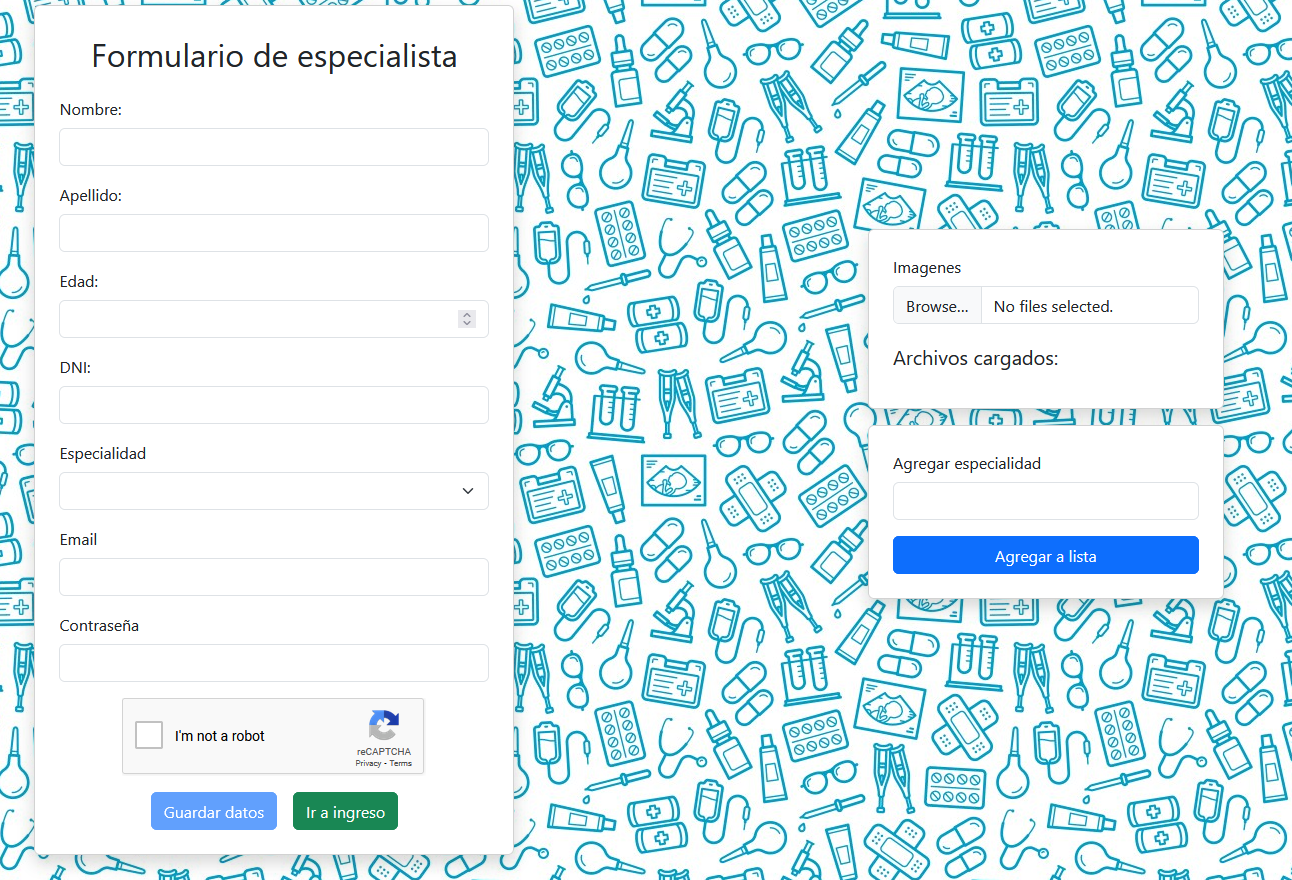 Formulario de especialista
Nombre:
Apellido:
Edad:
DNI:
Especialidad
Email
Contraseña
I'm not a robot
reCAPTCHA
Privacy - Terms
Guardar datos
Ir a ingreso
Imagenes
Browse... No files selected.
Archivos cargados:
Agregar especialidad
Agregar a lista